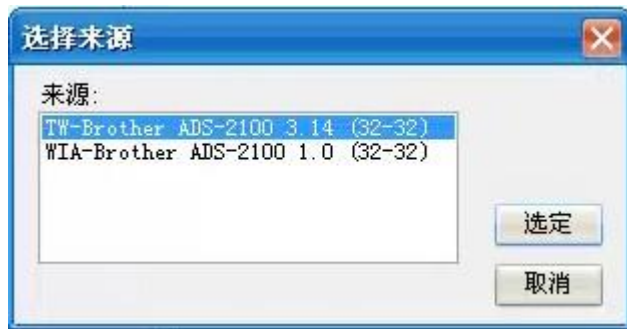 选择来源
来源:
TW-Brother ADS-2100 3.14 (32-32)
WIA-Brother ADS-2100 1.0 (32-32)
选定
取消